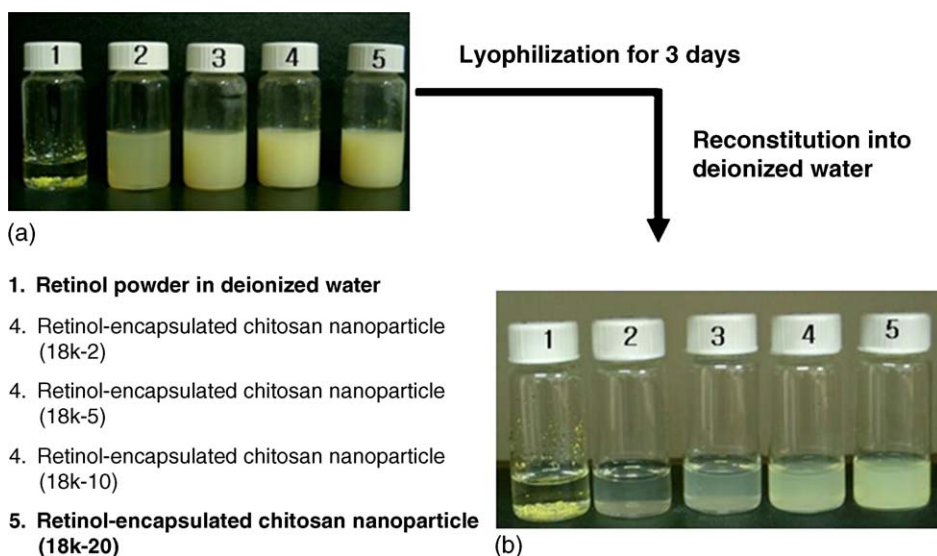 1 2 3 4 5
Lyophilization for 3 days
Reconstitution into
deionized water
(a)
1. Retinol powder in deionized water
4. Retinol-encapsulated chitosan nanoparticle
(18k-2)
4. Retinol-encapsulated chitosan nanoparticle
(18k-5)
4. Retinol-encapsulated chitosan nanoparticle
(18k-10)
5. Retinol-encapsulated chitosan nanoparticle
(18k-20)
1 2 3 4 5
(b)